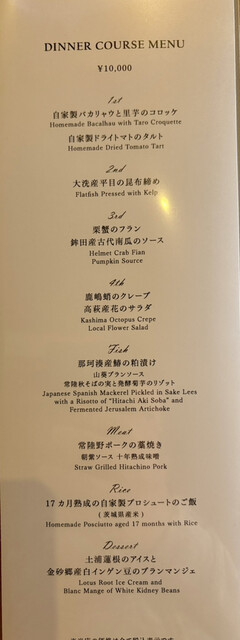 DINNER COURSE MENU
¥10,000
1st
自家製バカリャウと里芋のコロッケ
Homemade Bacalhau with Taro Croquette
自家製ドライトマトのタルト
Homemade Dried Tomato Tart
2nd
大洗産平目の昆布締め
Flatfish Pressed with Kelp
3rd
栗蟹のフラン
鉾田産古代南瓜のソース
Helmet Crab Flan
Pumpkin Source
4th
鹿嶋蛸のクレープ
高萩産花のサラダ
Kashima Octopus Crepe
Local Flower Salad
Fish
那珂湊産鰆の粕漬け
山葵ブランソース
常陸秋そばの実と発酵菊芋のリゾット
Japanese Spanish Mackerel Pickled in Sake Lees
with a Risotto of "Hitachi Aki Soba" and
Fermented Jerusalem Artichoke
Meat
常陸野ポークの藁焼き
朝紫ソース 十年熟成味噌
Straw Grilled Hitachino Pork
Rice
17カ月熟成の自家製プロシュートのご飯
(茨城県産米)
Homemade Posciutto aged 17 months with Rice
Dessert
土浦蓮根のアイスと
金砂郷産白インゲン豆のブランマンジェ
Lotus Root Ice Cream and
Blanc Mange of White Kidney Beans